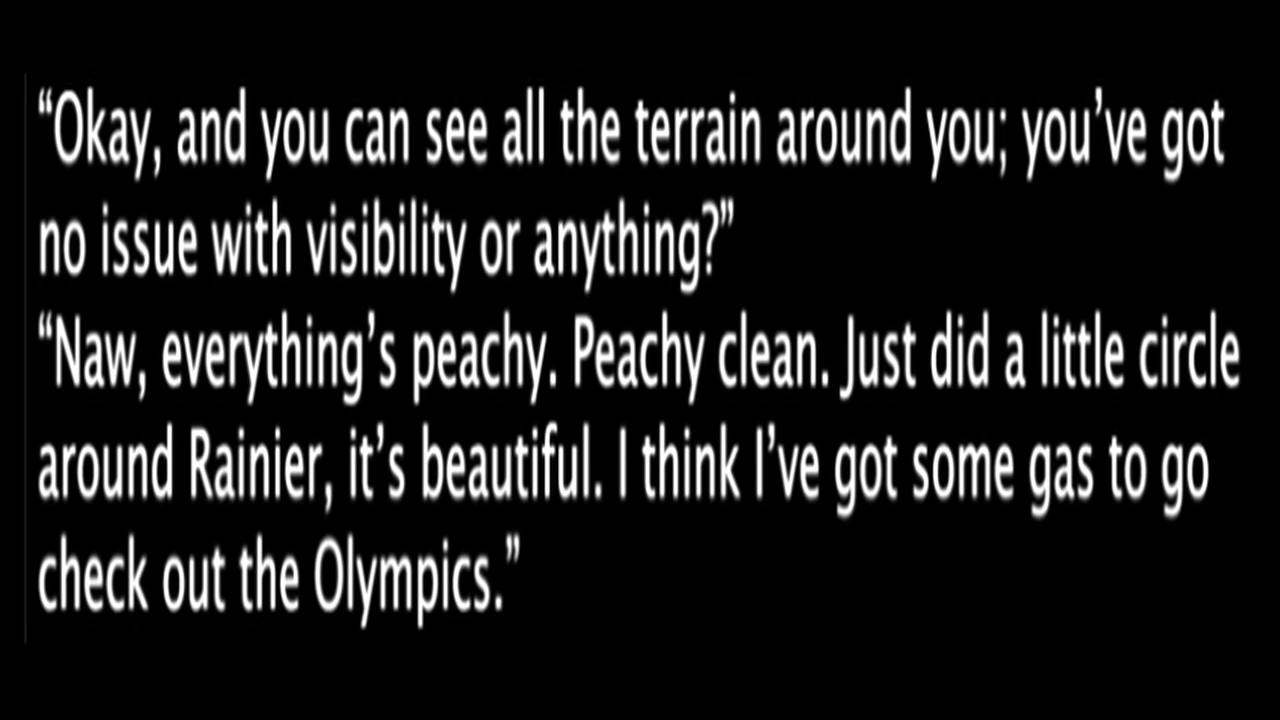 “Okay, and you can see all the terrain around you; you’ve got
no issue with visibility or anything?”
“Naw, everything’s peachy. Peachy clean. Just did a little circle
around Rainier, it’s beautiful. I think I’ve got some gas to go
check out the Olympics.”